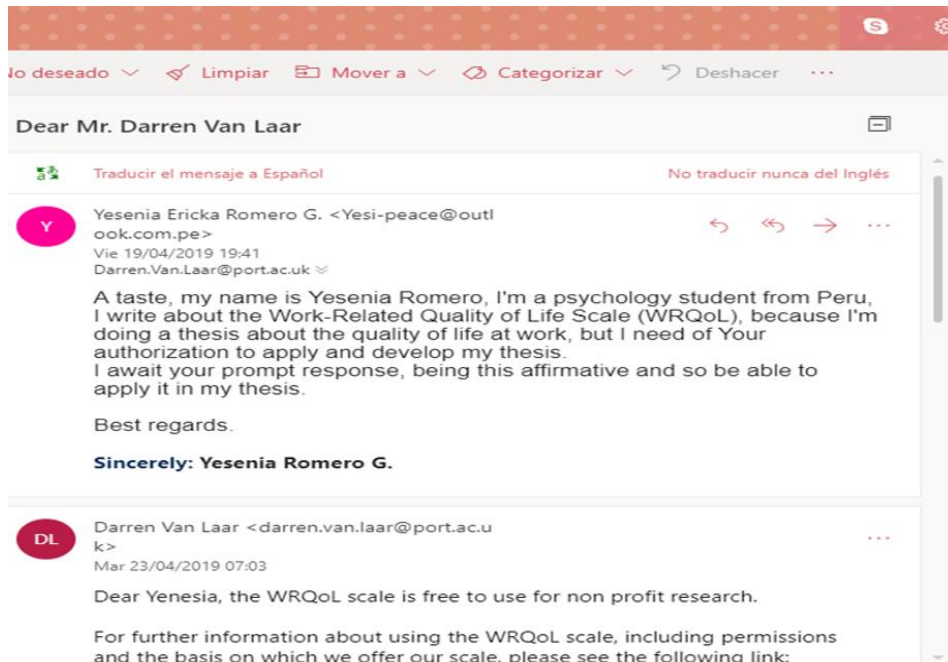 No deseado Limpiar Mover a Categorizar Deshacer ...
Dear Mr. Darren Van Laar
Traducir el mensaje a Español No traducir nunca del Inglés
Y
Yesenia Ericka Romero G. <Yesi-peace@outl
ook.com.pe>
Vie 19/04/2019 19:41
Darren.Van.Laar@port.ac.uk
A taste, my name is Yesenia Romero, I'm a psychology student from Peru,
I write about the Work-Related Quality of Life Scale (WRQoL), because I'm
doing a thesis about the quality of life at work, but I need of Your
authorization to apply and develop my thesis.
I await your prompt response, being this affirmative and so be able to
apply it in my thesis.
Best regards.
Sincerely: Yesenia Romero G.
DL
Darren Van Laar <darren.van.laar@port.ac.u
k>
Mar 23/04/2019 07:03
Dear Yenesia, the WRQoL scale is free to use for non profit research.
For further information about using the WRQoL scale, including permissions
and the basis on which we offer our scale, please see the following link: